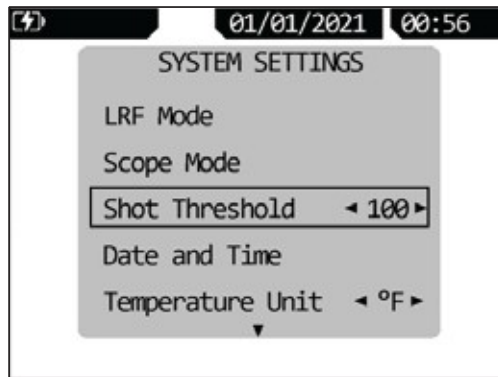 01/01/2021 00:56
SYSTEM SETTINGS
LRF Mode
Scope Mode
Shot Threshold ◄ 100 ►
Date and Time
Temperature Unit ◄ ºF ►